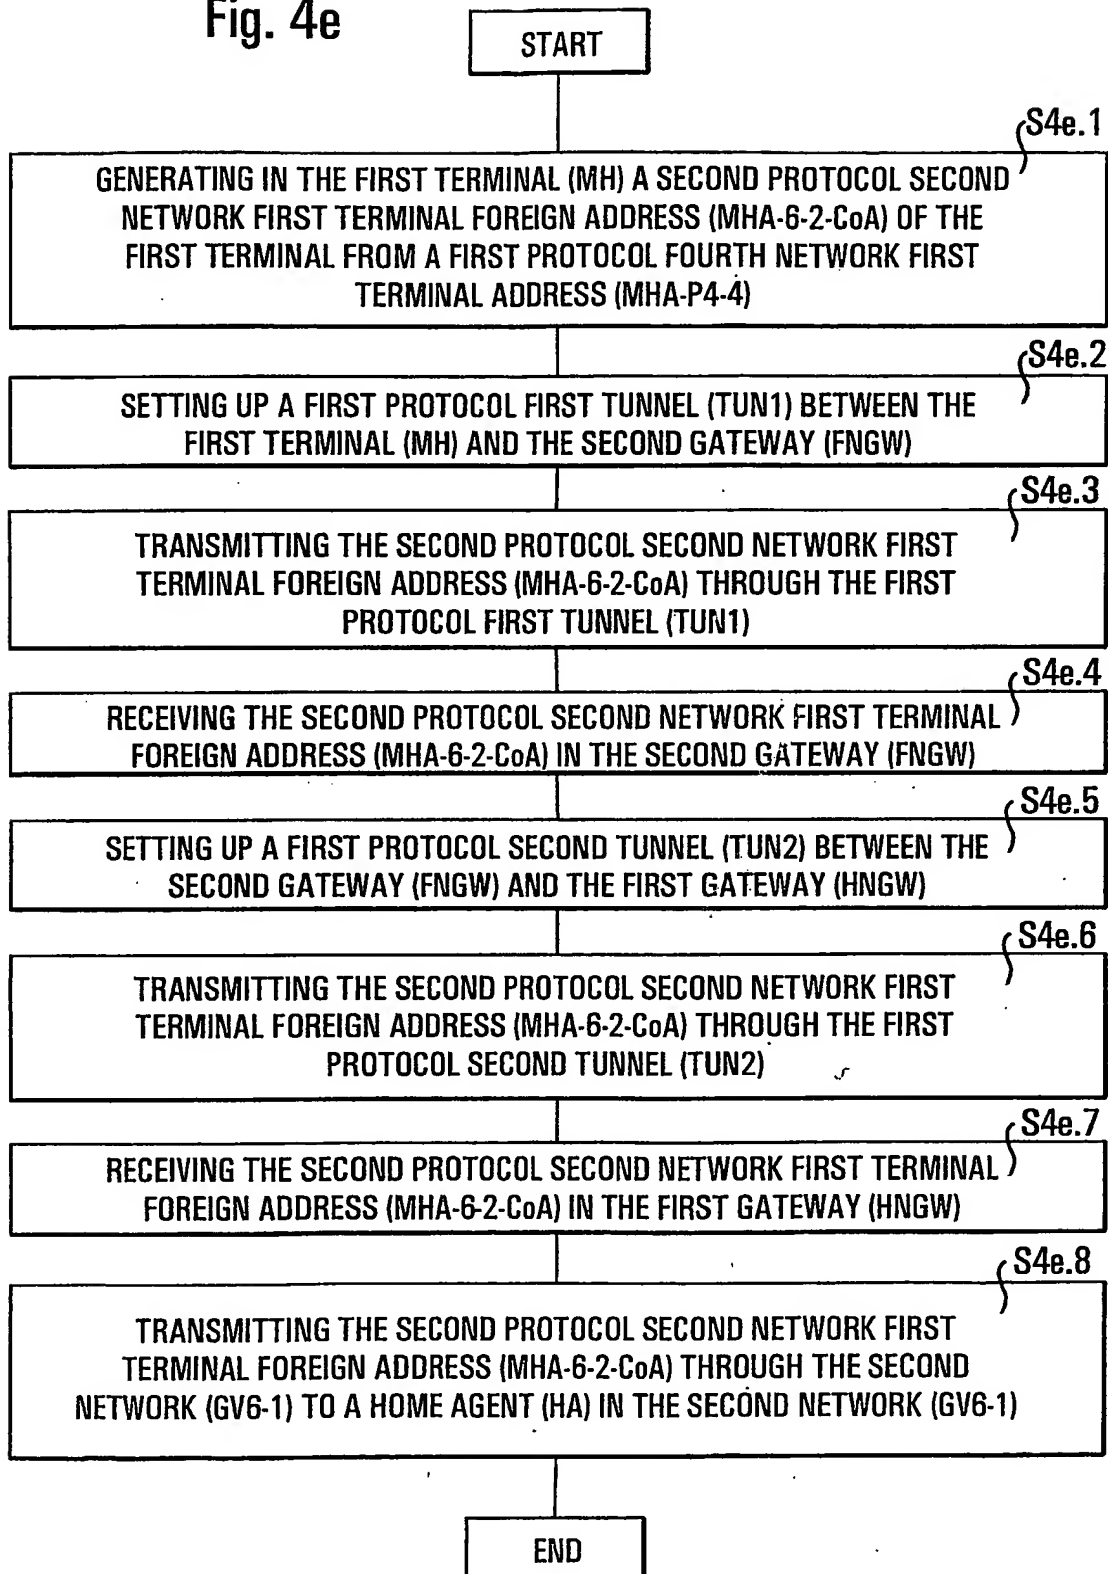 Fig. 4e
START
S4e.1
GENERATING IN THE FIRST TERMINAL (MH) A SECOND PROTOCOL SECOND
NETWORK FIRST TERMINAL FOREIGN ADDRESS (MHA-6-2-CoA) OF THE
FIRST TERMINAL FROM A FIRST PROTOCOL FOURTH NETWORK FIRST
TERMINAL ADDRESS (MHA-P4-4)
S4e.2
SETTING UP A FIRST PROTOCOL FIRST TUNNEL (TUN1) BETWEEN THE
FIRST TERMINAL (MH) AND THE SECOND GATEWAY (FNGW)
S4e.3
TRANSMITTING THE SECOND PROTOCOL SECOND NETWORK FIRST
TERMINAL FOREIGN ADDRESS (MHA-6-2-CoA) THROUGH THE FIRST
PROTOCOL FIRST TUNNEL (TUN1)
S4e.4
RECEIVING THE SECOND PROTOCOL SECOND NETWORK FIRST TERMINAL
FOREIGN ADDRESS (MHA-6-2-CoA) IN THE SECOND GATEWAY (FNGW)
S4e.5
SETTING UP A FIRST PROTOCOL SECOND TUNNEL (TUN2) BETWEEN THE
SECOND GATEWAY (FNGW) AND THE FIRST GATEWAY (HNGW)
S4e.6
TRANSMITTING THE SECOND PROTOCOL SECOND NETWORK FIRST
TERMINAL FOREIGN ADDRESS (MHA-6-2-CoA) THROUGH THE FIRST
PROTOCOL SECOND TUNNEL (TUN2)
S4e.7
RECEIVING THE SECOND PROTOCOL SECOND NETWORK FIRST TERMINAL
FOREIGN ADDRESS (MHA-6-2-CoA) IN THE FIRST GATEWAY (HNGW)
S4e.8
TRANSMITTING THE SECOND PROTOCOL SECOND NETWORK FIRST
TERMINAL FOREIGN ADDRESS (MHA-6-2-CoA) THROUGH THE SECOND
NETWORK (GV6-1) TO A HOME AGENT (HA) IN THE SECOND NETWORK (GV6-1)
END